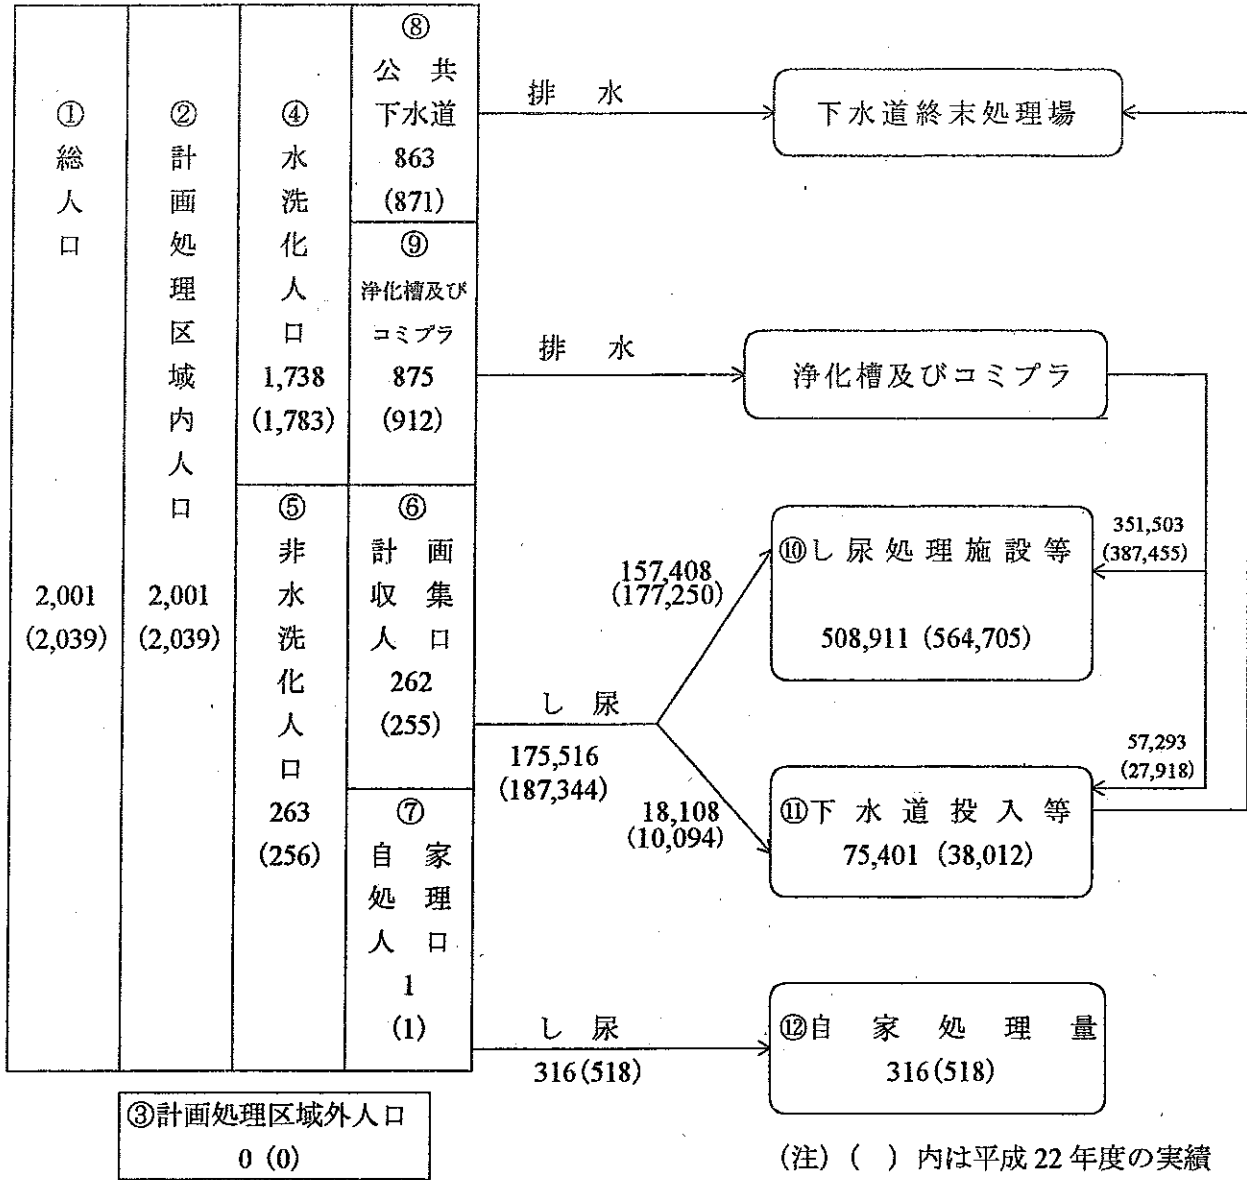 ①
総人口
2,001
(2,039)
②
計画処理区域内人口
2,001
(2,039)
④
水洗化人口
1,738
(1,783)
⑤
非水洗化人口
263
(256)
⑧
公共
下水道
863
(871)
⑨
浄化槽及び
コミプラ
875
(912)
⑥
計画
収集
人口
262
(255)
⑦
自家
処理
人口
1
(1)
排水
下水道終末処理場
排水
浄化槽及びコミプラ
351,503
(387,455)
⑩し尿処理施設等
508,911 (564,705)
157,408
(177,250)
し尿
175,516
(187,344)
18,108
(10,094)
57,293
(27,918)
⑪下水道投入等
75,401 (38,012)
し尿
316(518)
⑫自家処理量
316(518)
③計画処理区域外人口
0 (0)
(注) ( ) 内は平成 22 年度の実績